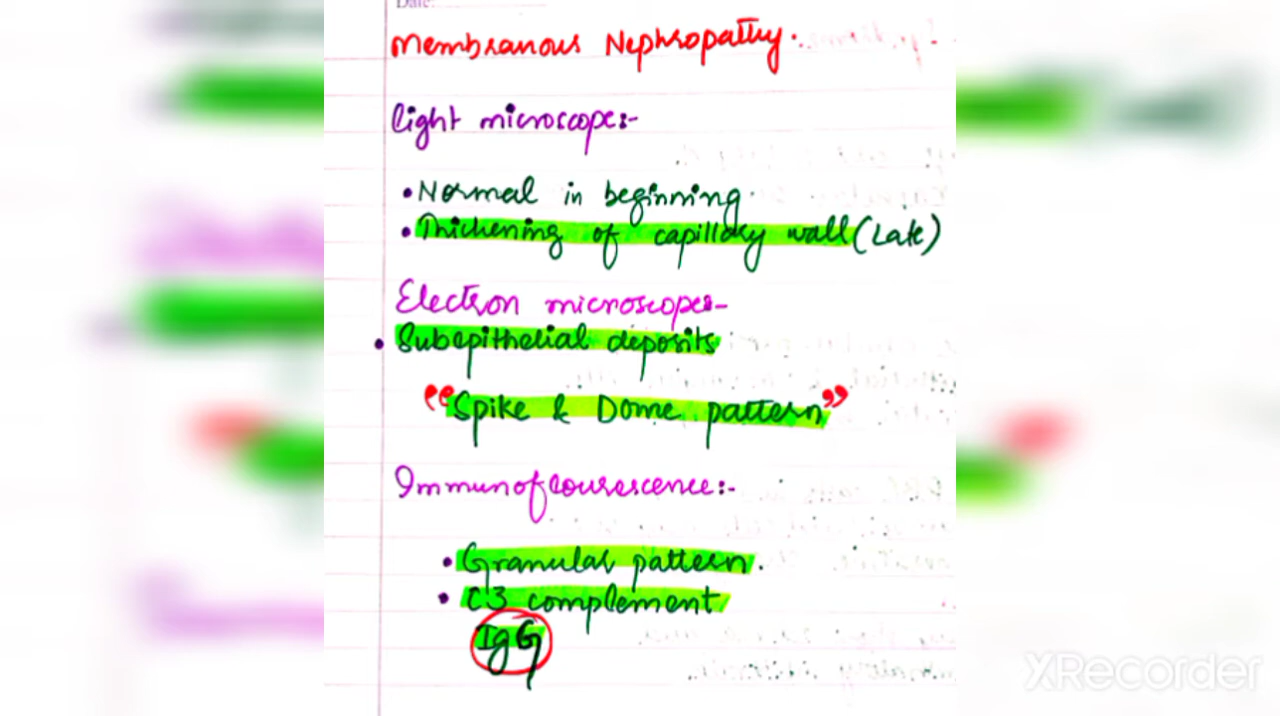 Date:
Membranous Nephropathy.
light microscope:-
• Normal in beginning.
• Thickening of capillary wall (Late)
Electron microscope:-
• Subepithelial deposits
"Spike & Dome pattern"
Immunoflourescence:-
• Granular pattern.
• C3 complement
IgG
XRecorder